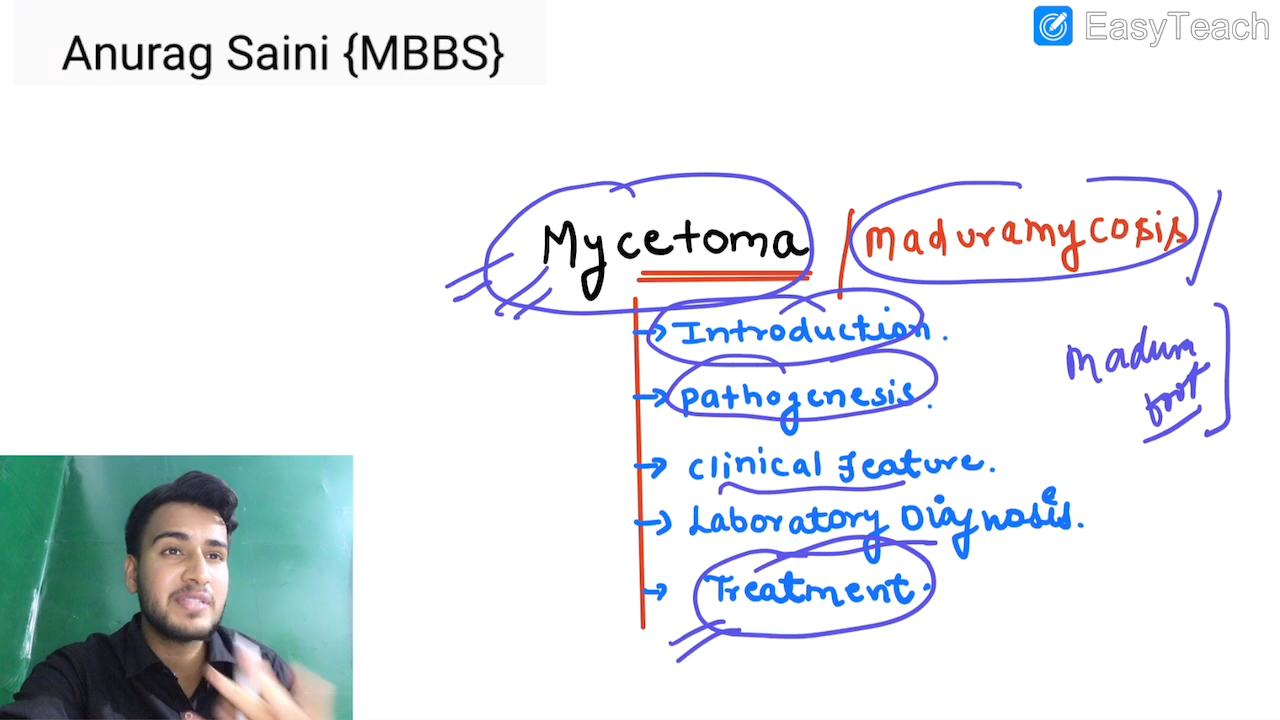 Anurag Saini {MBBS}
EasyTeach
Mycetoma / Maduramycosis /
→ Introduction.
→ pathogenesis.
Madura
foot
→ Clinical feature.
→ Laboratory Diagnosis.
→ Treatment.